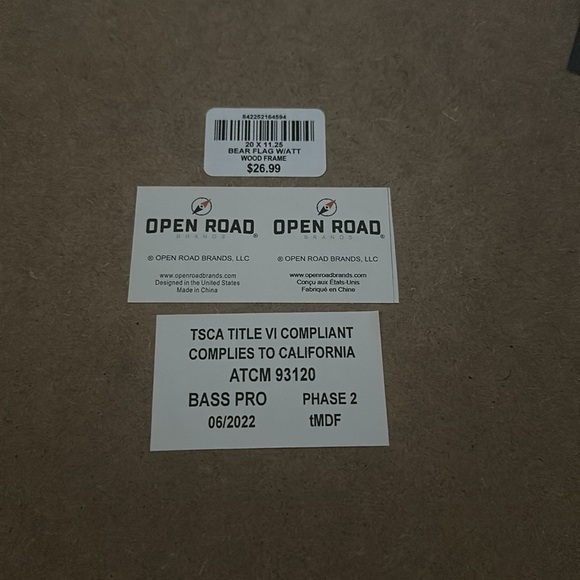 842252164594
20 X 11.25
BEAR FLAG W/ATT
WOOD FRAME
$26.99
OPEN ROAD
BRANDS ®
© OPEN ROAD BRANDS, LLC
www.openroadbrands.com
Designed in the United States
Made in China
OPEN ROAD
BRANDS ®
© OPEN ROAD BRANDS, LLC
www.openroadbrands.com
Conçu aux États-Unis
Fabriqué en Chine
TSCA TITLE VI COMPLIANT
COMPLIES TO CALIFORNIA
ATCM 93120
BASS PRO PHASE 2
06/2022 tMDF